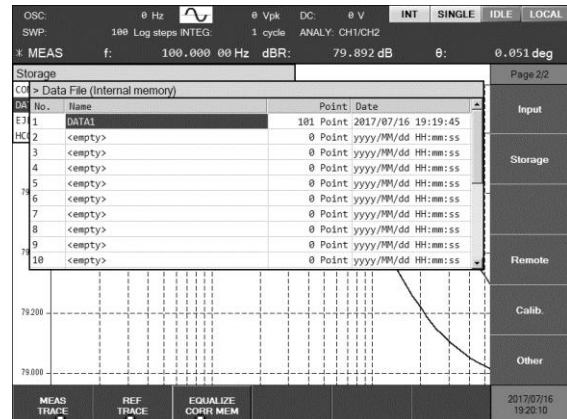 OSC: 0 Hz 0 Vpk DC: 0 V INT SINGLE IDLE LOCAL
SWP: 100 Log steps INTEG: 1 cycle ANALY: CH1/CH2
* MEAS f: 100.000 00 Hz dBR: 79.892 dB θ: 0.051 deg
Storage
Page 2/2
> Data File (Internal memory)
No. Name Point Date
1 DATA1 101 Point 2017/07/16 19:19:45
2 <empty> 0 Point yyyy/MM/dd HH:mm:ss
3 <empty> 0 Point yyyy/MM/dd HH:mm:ss
4 <empty> 0 Point yyyy/MM/dd HH:mm:ss
5 <empty> 0 Point yyyy/MM/dd HH:mm:ss
6 <empty> 0 Point yyyy/MM/dd HH:mm:ss
7 <empty> 0 Point yyyy/MM/dd HH:mm:ss
8 <empty> 0 Point yyyy/MM/dd HH:mm:ss
9 <empty> 0 Point yyyy/MM/dd HH:mm:ss
10 <empty> 0 Point yyyy/MM/dd HH:mm:ss
Input
Storage
Remote
Calib.
Other
79.200
79.000
MEAS TRACE
REF TRACE
EQUALIZE CORR MEM
2017/07/16
19:20:10